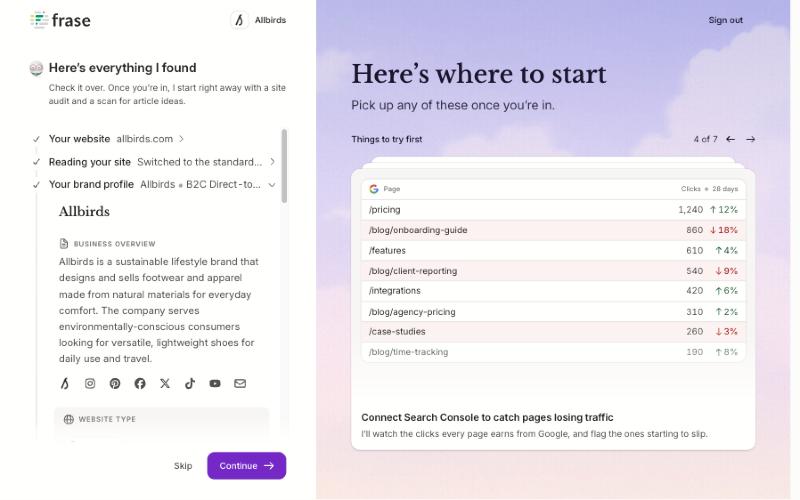 frase
Allbirds
Here's everything I found
Check it over. Once you're in, I start right away with a site
audit and a scan for article ideas.
Your website allbirds.com
Reading your site Switched to the standard...
Your brand profile Allbirds • B2C Direct-to...
Allbirds
BUSINESS OVERVIEW
Allbirds is a sustainable lifestyle brand that
designs and sells footwear and apparel
made from natural materials for everyday
comfort. The company serves
environmentally-conscious consumers
looking for versatile, lightweight shoes for
daily use and travel.
WEBSITE TYPE
Skip
Continue →
Sign out
Here's where to start
Pick up any of these once you're in.
Things to try first
4 of 7 ← →
Page Clicks • 28 days
/pricing 1,240 ↑ 12%
/blog/onboarding-guide 860 ↓ 18%
/features 610 ↑ 4%
/blog/client-reporting 540 ↓ 9%
/integrations 420 ↑ 6%
/blog/agency-pricing 310 ↑ 2%
/case-studies 260 ↓ 3%
/blog/time-tracking 190 ↑ 8%
Connect Search Console to catch pages losing traffic
I'll watch the clicks every page earns from Google, and flag the ones starting to slip.